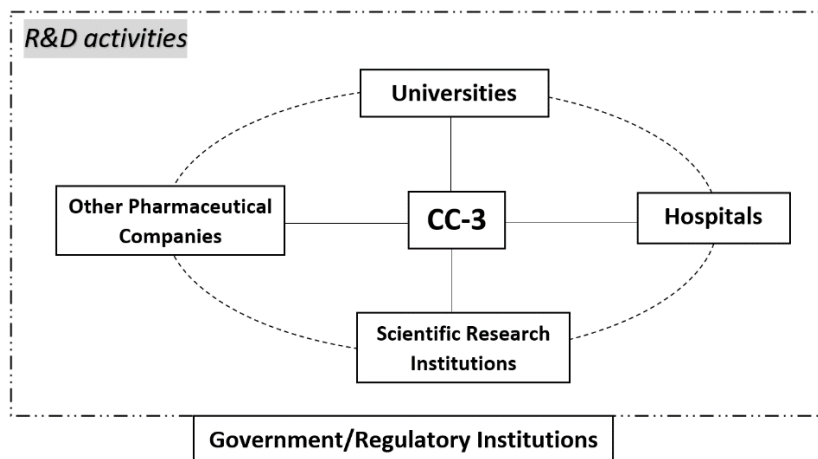 R&D activities
Universities
Other Pharmaceutical
Companies
CC-3
Hospitals
Scientific Research
Institutions
Government/Regulatory Institutions